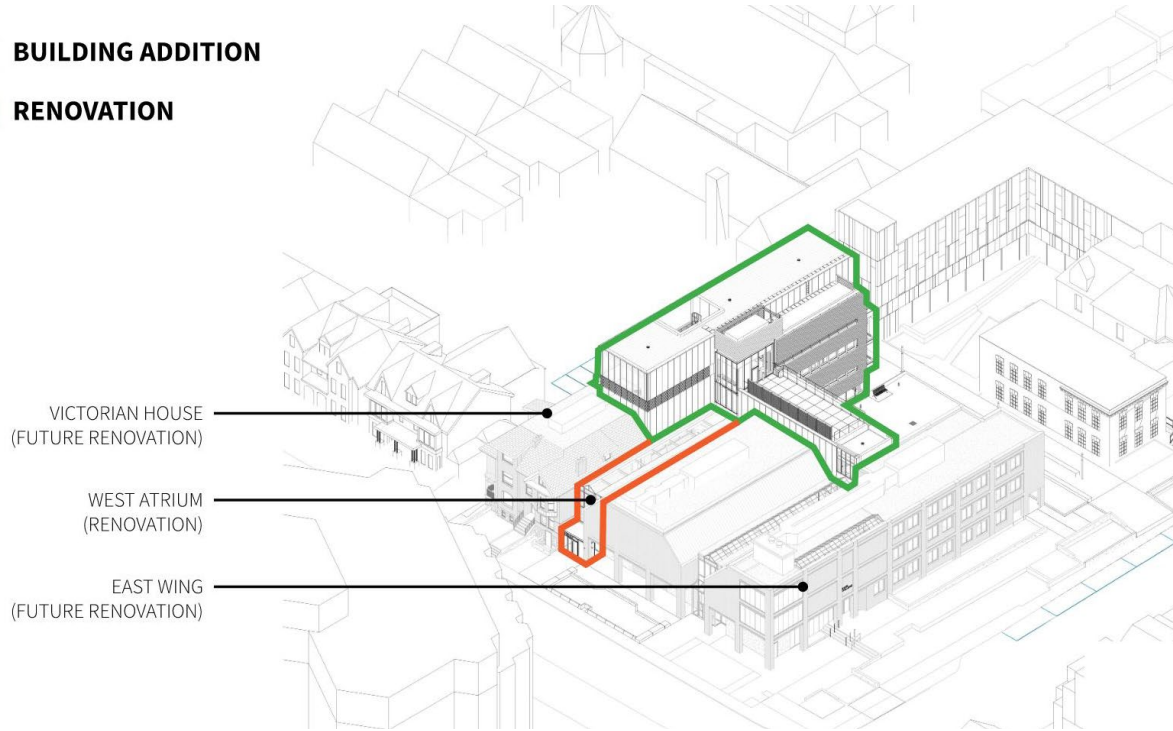 BUILDING ADDITION
RENOVATION
VICTORIAN HOUSE
(FUTURE RENOVATION)
WEST ATRIUM
(RENOVATION)
EAST WING
(FUTURE RENOVATION)